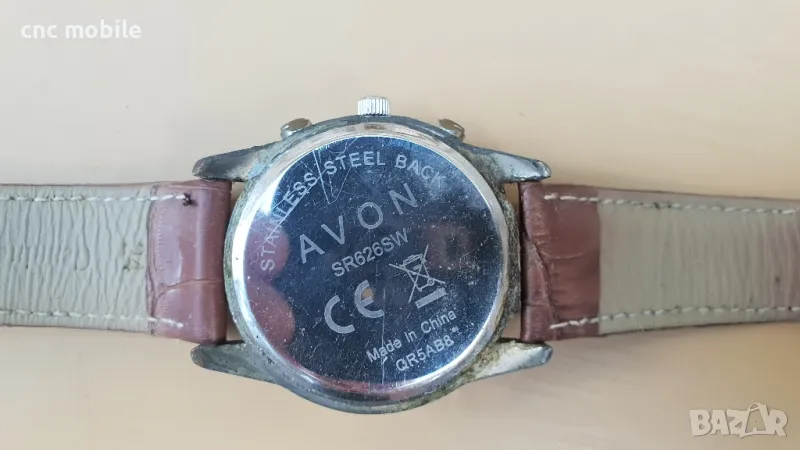 cnc mobile
STAINLESS STEEL BACK
AVON
SR626SW
CE
Made in China
QR5AB8
BAZAR